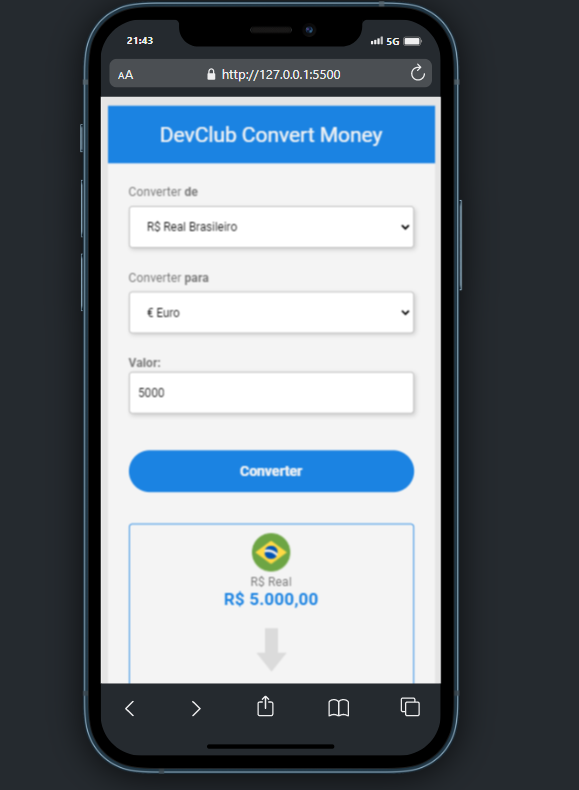 21:43 5G
AA http://127.0.0.1:5500
DevClub Convert Money
Converter de
R$ Real Brasileiro
Converter para
€ Euro
Valor:
5000
Converter
R$ Real
R$ 5.000,00